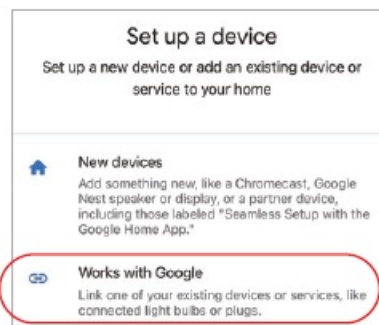 Set up a device
Set up a new device or add an existing device or
service to your home
New devices
Add something new, like a Chromecast, Google
Nest speaker or display, or a partner device,
including those labeled "Seamless Setup with the
Google Home App."
Works with Google
Link one of your existing devices or services, like
connected light bulbs or plugs.